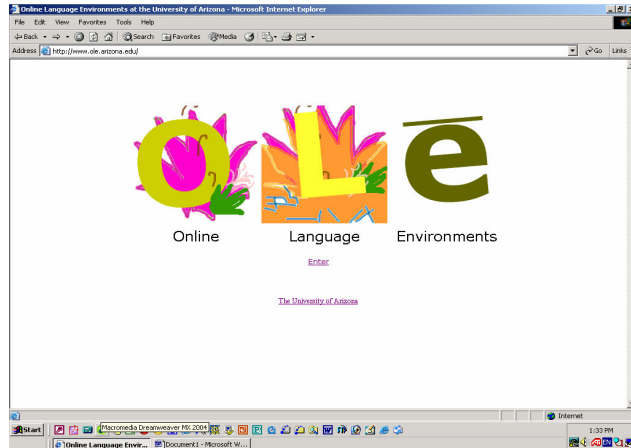 Online Language Environments at the University of Arizona - Microsoft Internet Explorer
File Edit View Favorites Tools Help
Back Search Favorites Media
Address http://www.ole.arizona.edu/ Go Links
O L e
Online Language Environments
Enter
The University of Arizona
Internet
Start Macromedia Dreamweaver MX 2004 1:33 PM
Online Language Envir... Document1 - Microsoft W... EN